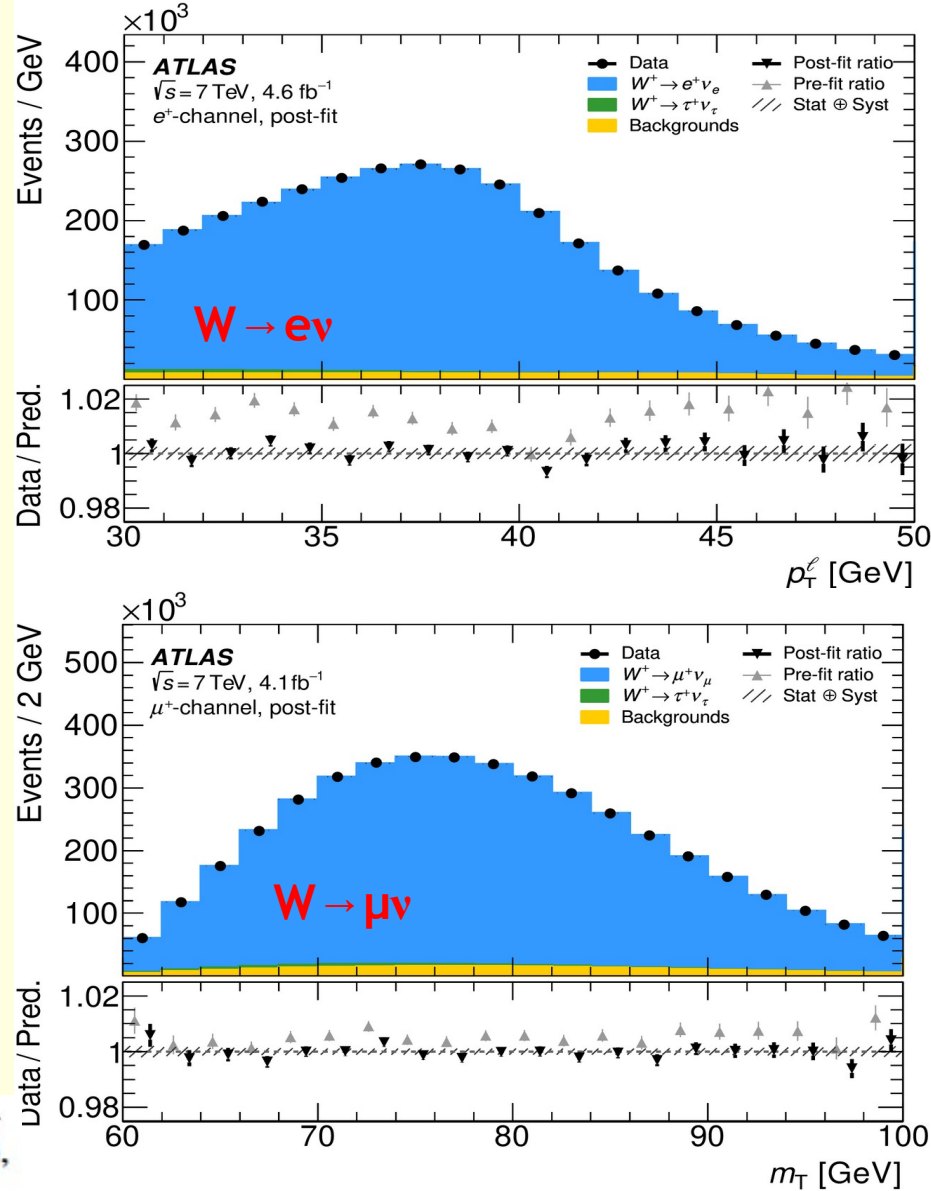 ×10³
Events / GeV
400
300
200
100
ATLAS
√s = 7 TeV, 4.6 fb⁻¹
e⁺-channel, post-fit
Data
W⁺→ e⁺νₑ
W⁺→ τ⁺ν_τ
Backgrounds
Post-fit ratio
Pre-fit ratio
Stat ⊕ Syst
W → eν
Data / Pred.
1.02
1
0.98
30 35 40 45 50
p_T^ℓ [GeV]
×10³
Events / 2 GeV
500
400
300
200
100
ATLAS
√s = 7 TeV, 4.1 fb⁻¹
μ⁺-channel, post-fit
Data
W⁺→ μ⁺ν_μ
W⁺→ τ⁺ν_τ
Backgrounds
Post-fit ratio
Pre-fit ratio
Stat ⊕ Syst
W → μν
Data / Pred.
1.02
1
0.98
60 70 80 90 100
m_T [GeV]